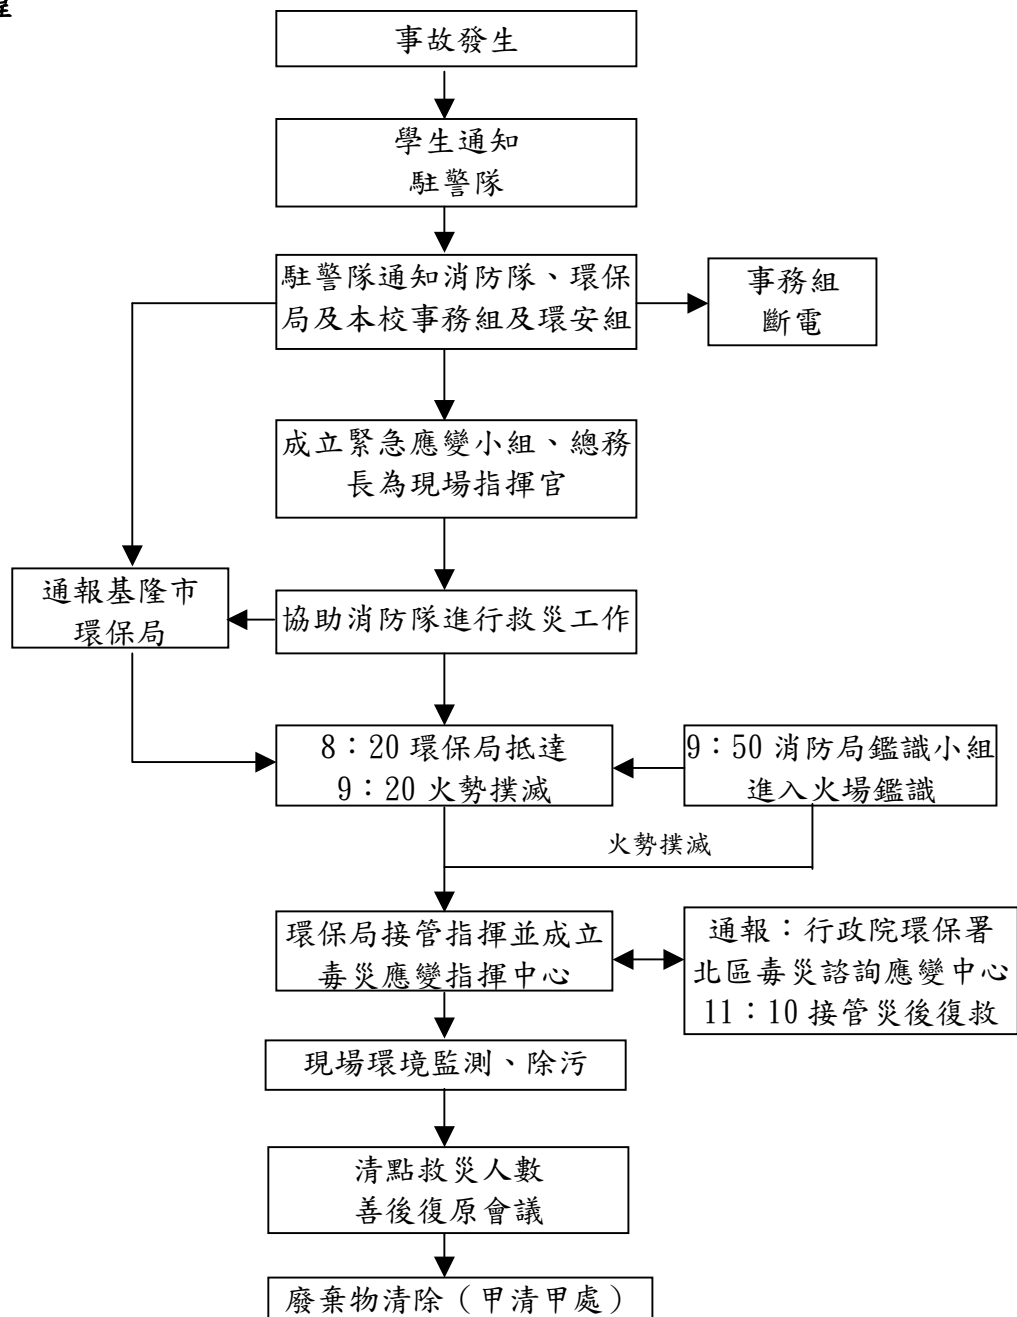 事故發生
學生通知
駐警隊
駐警隊通知消防隊、環保
局及本校事務組及環安組
事務組
斷電
成立緊急應變小組、總務
長為現場指揮官
通報基隆市
環保局
協助消防隊進行救災工作
8：20 環保局抵達
9：20 火勢撲滅
9：50 消防局鑑識小組
進入火場鑑識
火勢撲滅
環保局接管指揮並成立
毒災應變指揮中心
通報：行政院環保署
北區毒災諮詢應變中心
11：10 接管災後復救
現場環境監測、除污
清點救災人數
善後復原會議
廢棄物清除（甲清甲處）